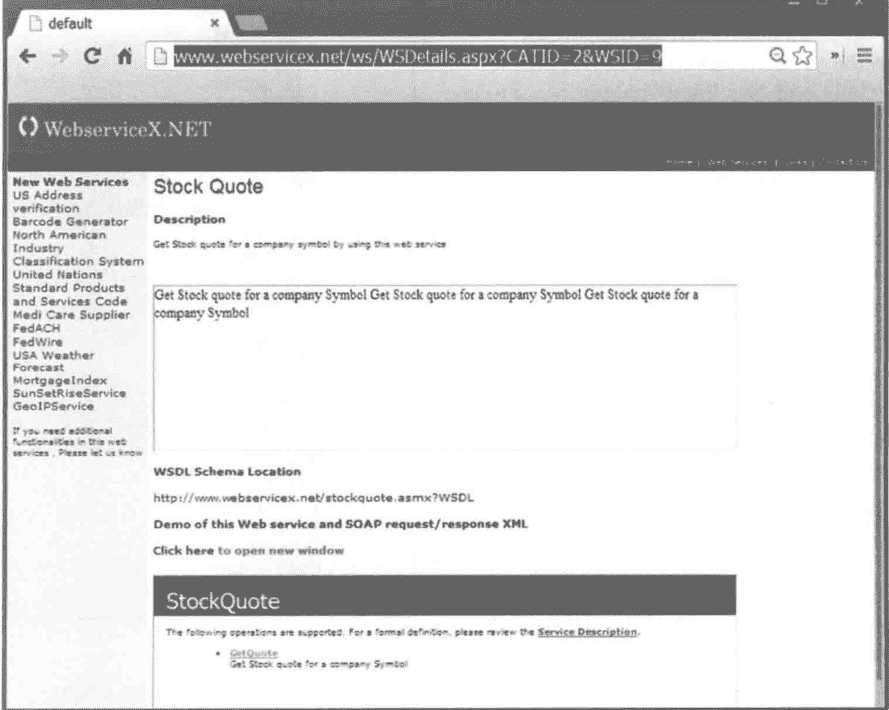 default
www.webservicex.net/ws/WSDetails.aspx?CATID=2&WSID=9
WebserviceX.NET
Home | Web Services | Links | Contact Us
New Web Services
US Address
verification
Barcode Generator
North American
Industry
Classification System
United Nations
Standard Products
and Services Code
Medi Care Supplier
FedACH
FedWire
USA Weather
Forecast
MortgageIndex
SunSetRiseService
GeoIPService
If you need additional
functionalities in this web
services , Please let us know
Stock Quote
Description
Get Stock quote for a company symbol by using this web service
Get Stock quote for a company Symbol Get Stock quote for a company Symbol Get Stock quote for a
company Symbol
WSDL Schema Location
http://www.webservicex.net/stockquote.asmx?WSDL
Demo of this Web service and SOAP request/response XML
Click here to open new window
StockQuote
The following operations are supported. For a formal definition, please review the Service Description.
• GetQuote
Get Stock quote for a company Symbol